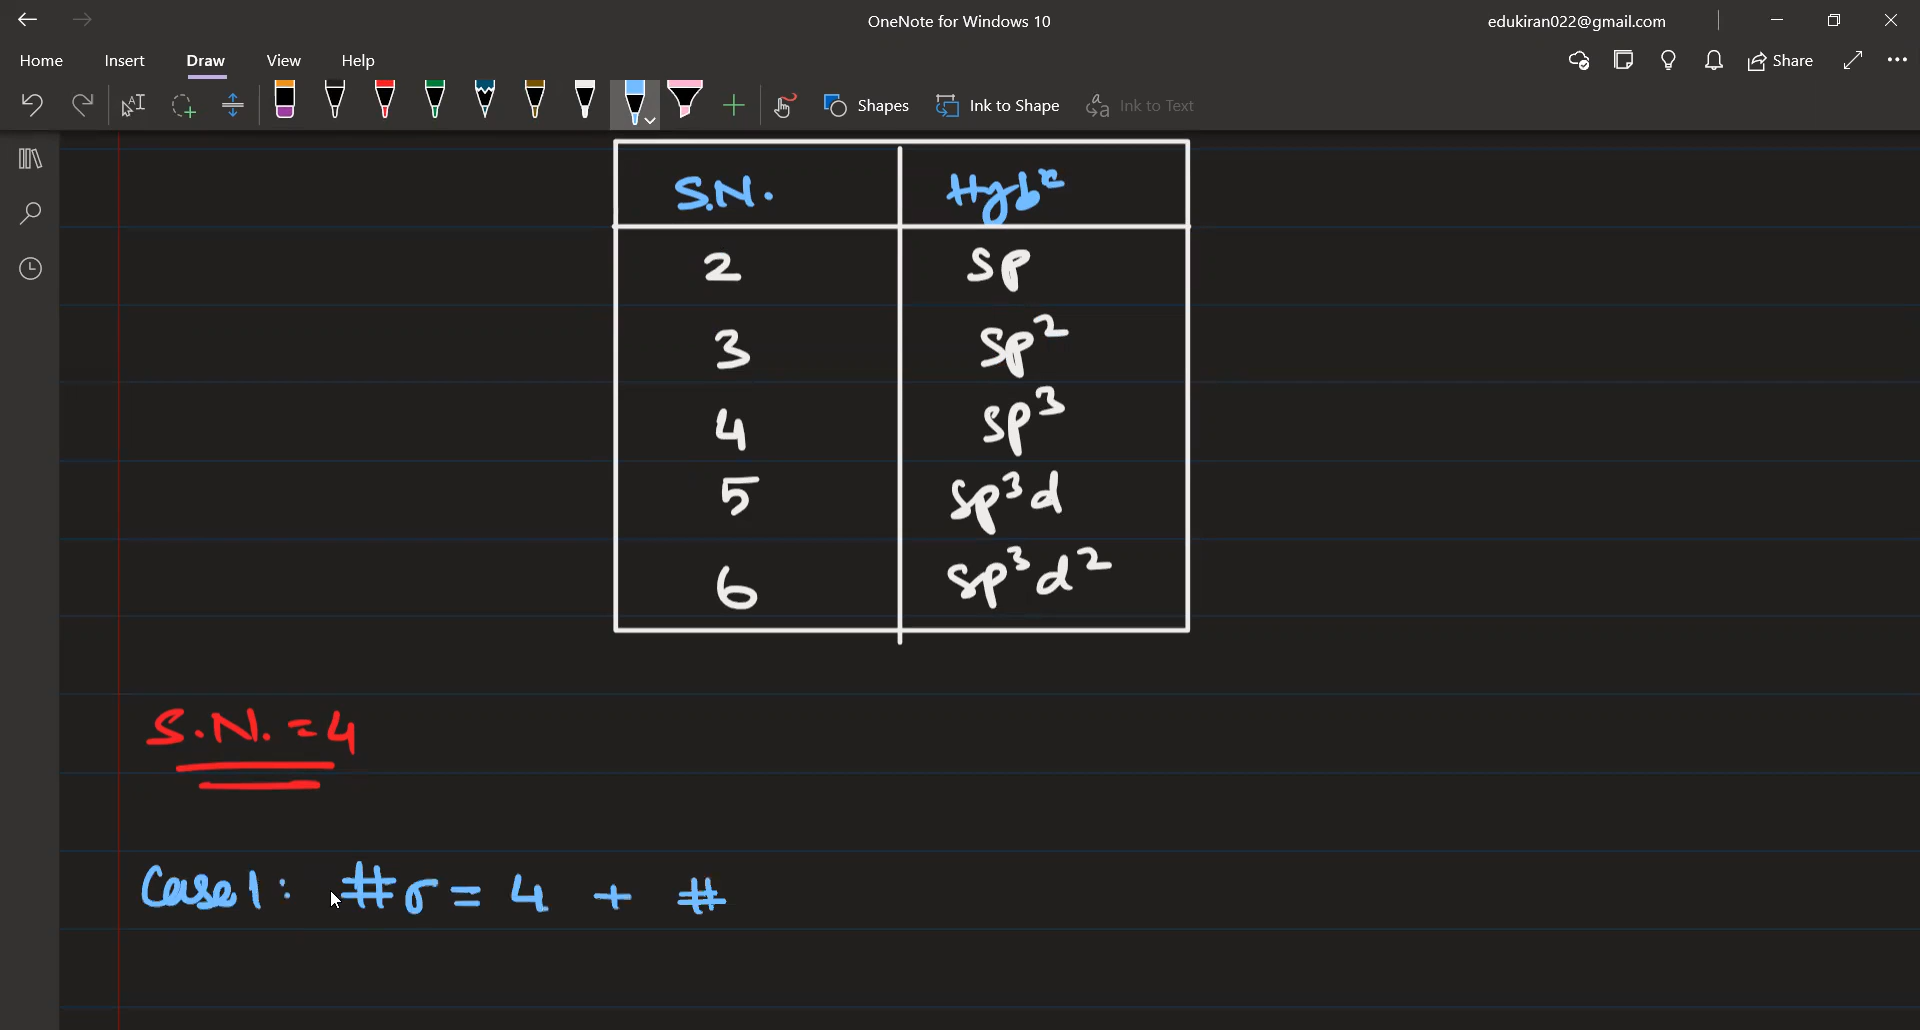 OneNote for Windows 10
edukiran022@gmail.com
Home Insert Draw View Help
Share
Shapes Ink to Shape Ink to Text
S.N. Hybⁿ
2 sp
3 sp²
4 sp³
5 sp³d
6 sp³d²
S.N. = 4
Case 1: #σ = 4 + #